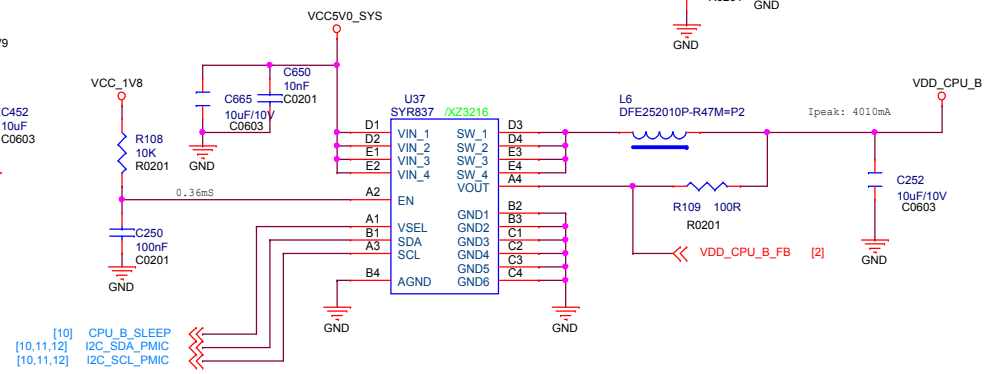 GND
GND
VCC5V0_SYS
VCC_1V8
VDD_CPU_B
C452
10uF
C0603
C650
10nF
C0201
C665
10uF/10V
C0603
GND
R108
10K
R0201
0.36mS
C250
100nF
C0201
GND
U37
SYR837 /XZ3216
D1 VIN_1 SW_1 D3
D2 VIN_2 SW_2 D4
E1 VIN_3 SW_3 E3
E2 VIN_4 SW_4 E4
VOUT A4
A2 EN
GND1 B2
A1 VSEL GND2 B3
B1 SDA GND3 C1
A3 SCL GND4 C2
GND5 C3
B4 AGND GND6 C4
GND
GND
L6
DFE252010P-R47M=P2
Ipeak: 4010mA
R109 100R
R0201
VDD_CPU_B_FB [2]
C252
10uF/10V
C0603
GND
[10] CPU_B_SLEEP
[10,11,12] I2C_SDA_PMIC
[10,11,12] I2C_SCL_PMIC